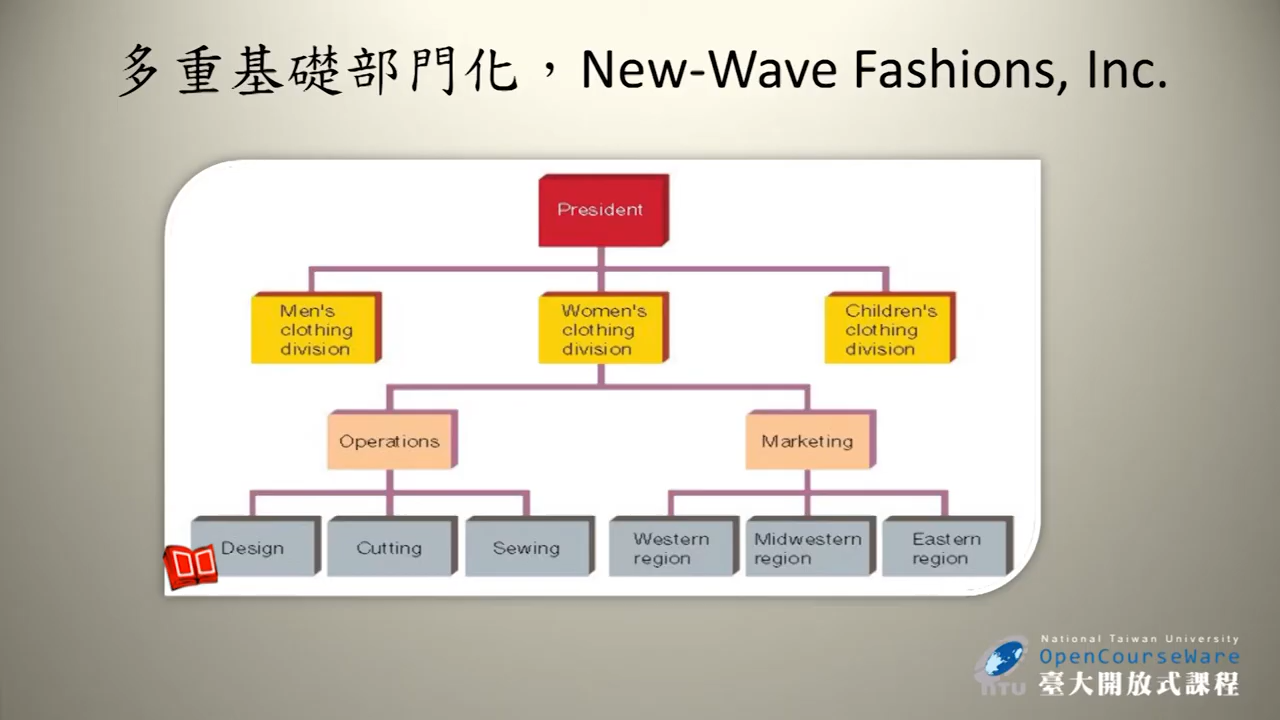 多重基礎部門化，New-Wave Fashions, Inc.
President
Men's
clothing
division
Women's
clothing
division
Children's
clothing
division
Operations
Marketing
Design
Cutting
Sewing
Western
region
Midwestern
region
Eastern
region
National Taiwan University
OpenCourseWare
NTU
臺大開放式課程